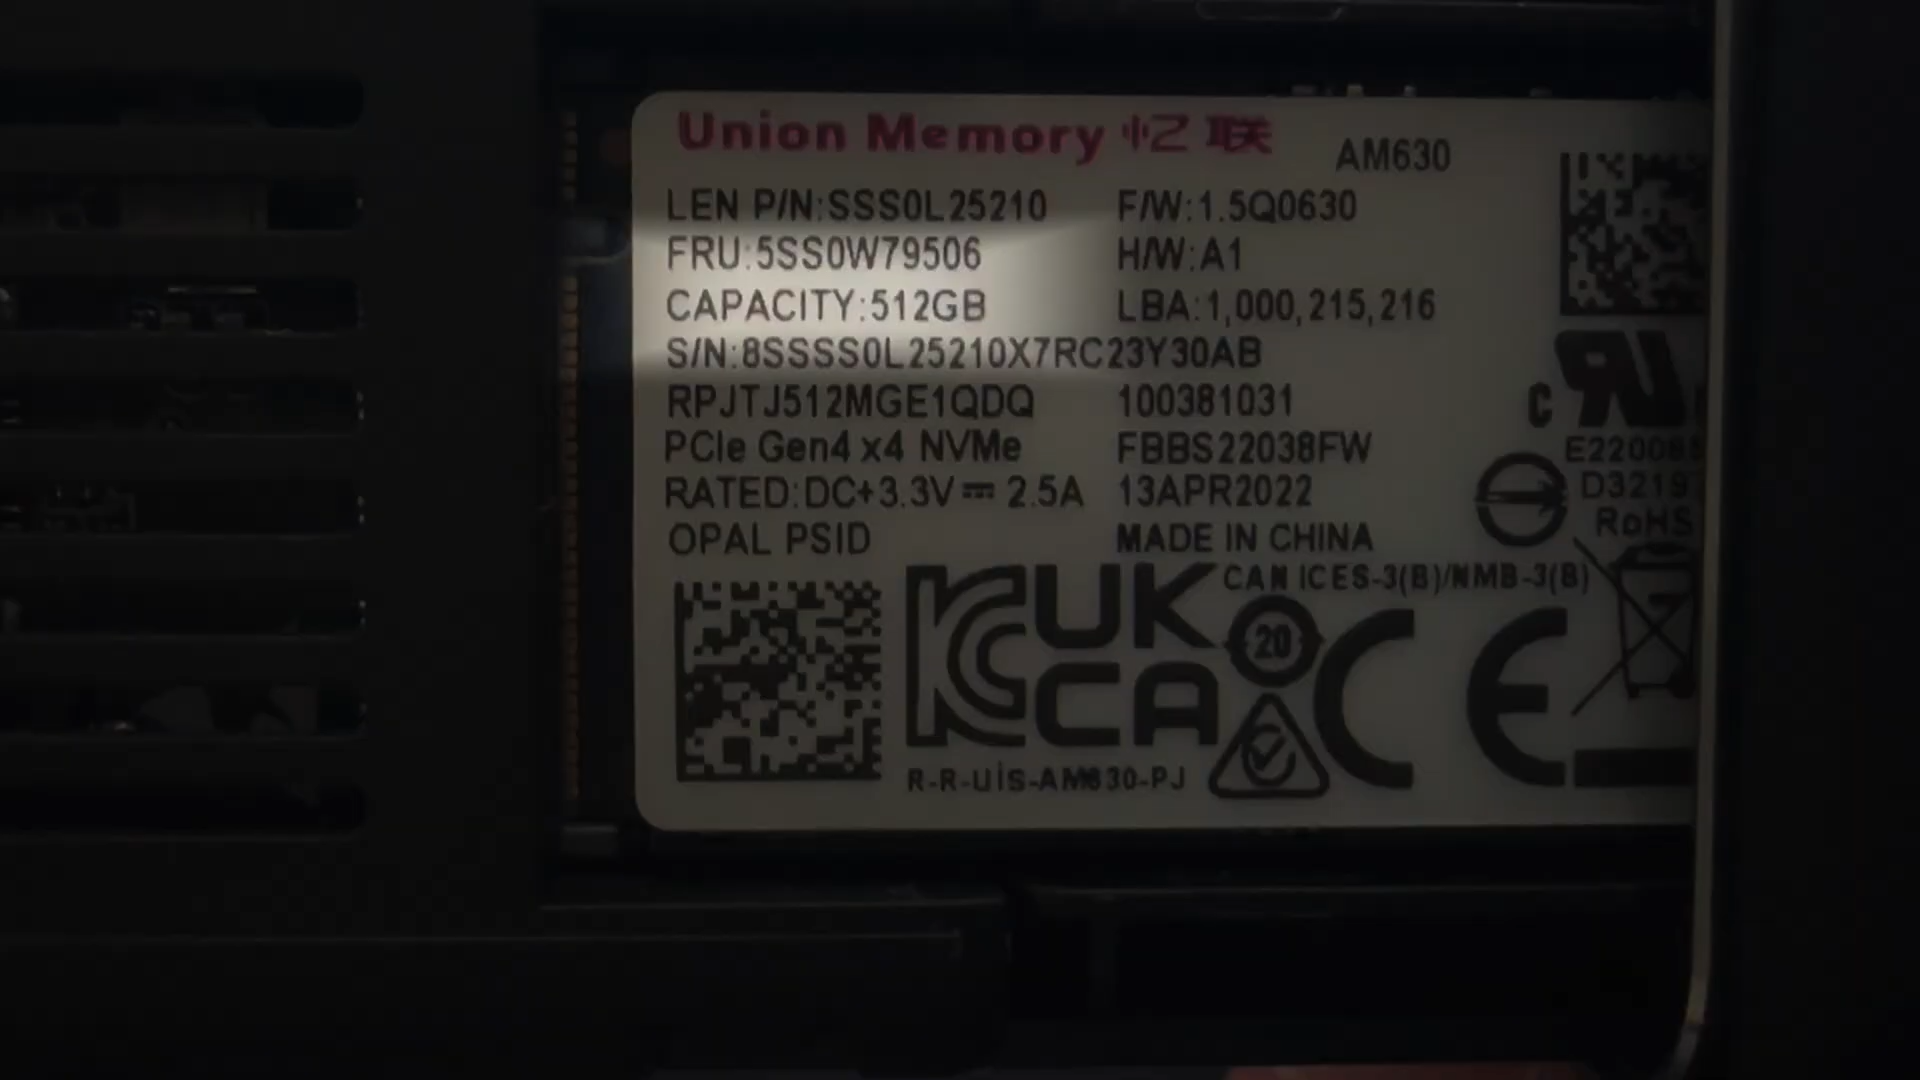 Union Memory 忆联 AM630
LEN P/N:SSS0L25210 F/W:1.5Q0630
FRU:5SS0W79506 H/W:A1
CAPACITY:512GB LBA:1,000,215,216
S/N:8SSSS0L25210X7RC23Y30AB
RPJTJ512MGE1QDQ 100381031
PCIe Gen4 x4 NVMe FBBS22038FW
RATED:DC+3.3V⎓2.5A 13APR2022
OPAL PSID MADE IN CHINA
RoHS
CAN ICES-3(B)/NMB-3(B)
UK
CA
20
CE
R-R-UiS-AM630-PJ